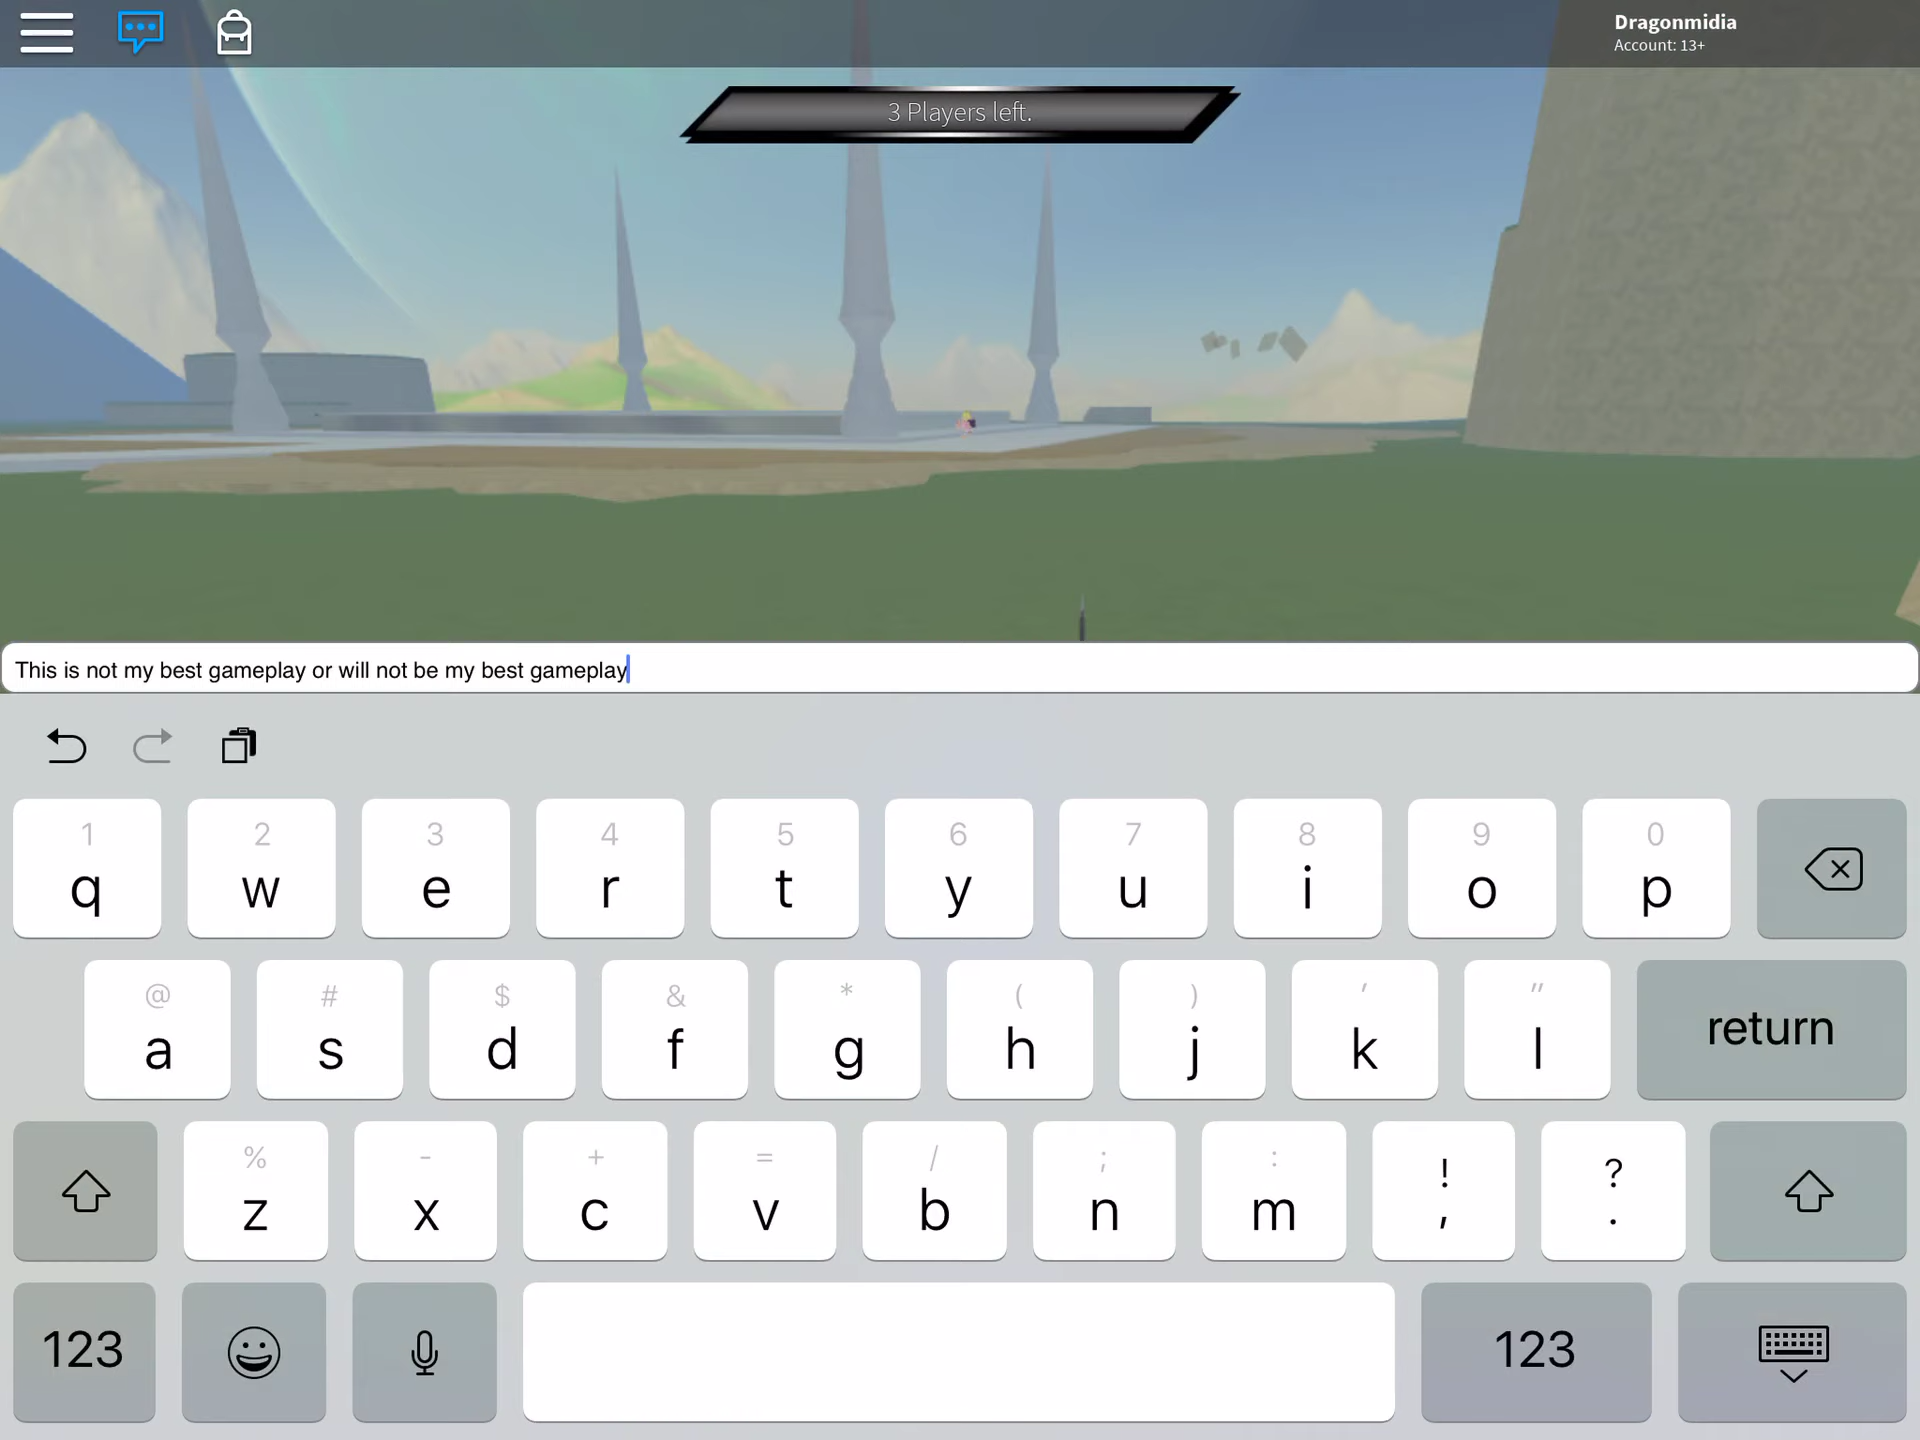 Dragonmidia
Account: 13+
3 Players left.
This is not my best gameplay or will not be my best gameplay
1 2 3 4 5 6 7 8 9 0
q w e r t y u i o p
@ # $ & * ( ) ' "
a s d f g h j k l return
% - + = / ; : ! ?
z x c v b n m , .
123 123